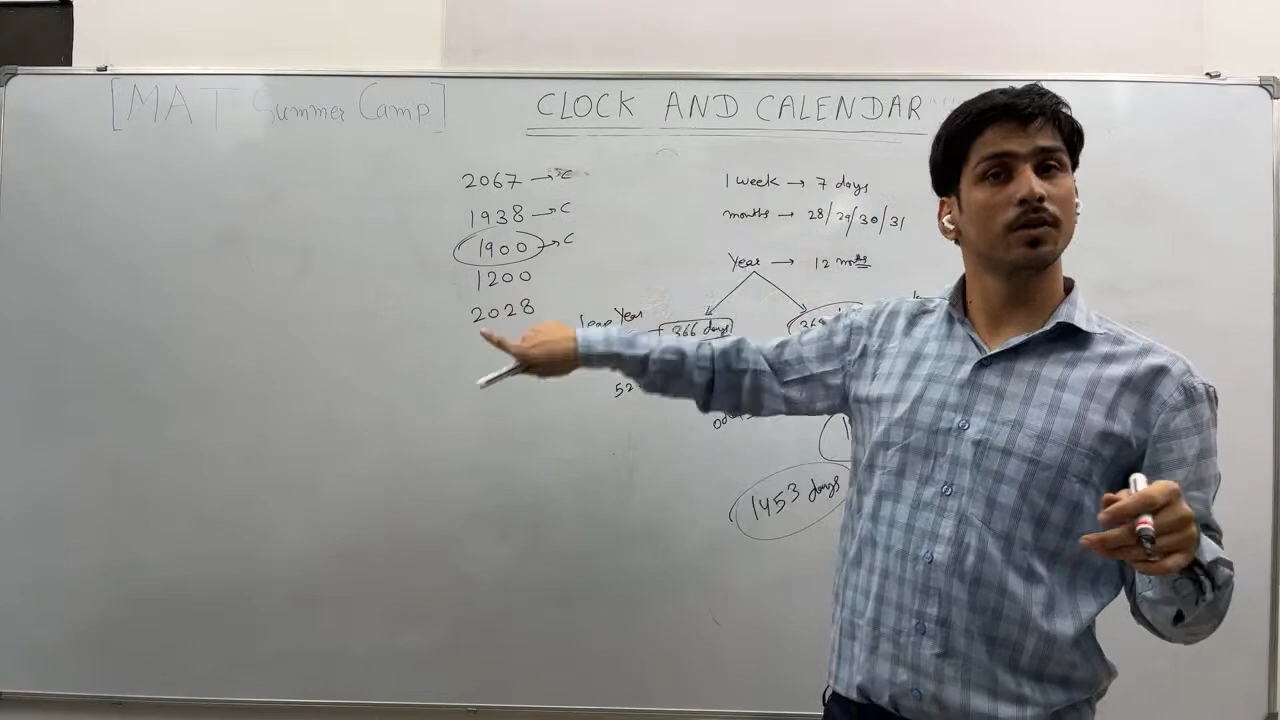 [MAT Summer Camp]
CLOCK AND CALENDAR
2067 → C
1938 → C
1900 → C
1200
2028
1 week → 7 days
months → 28/29/30/31
Year → 12 months
leap Year
366 days
52
1453 days